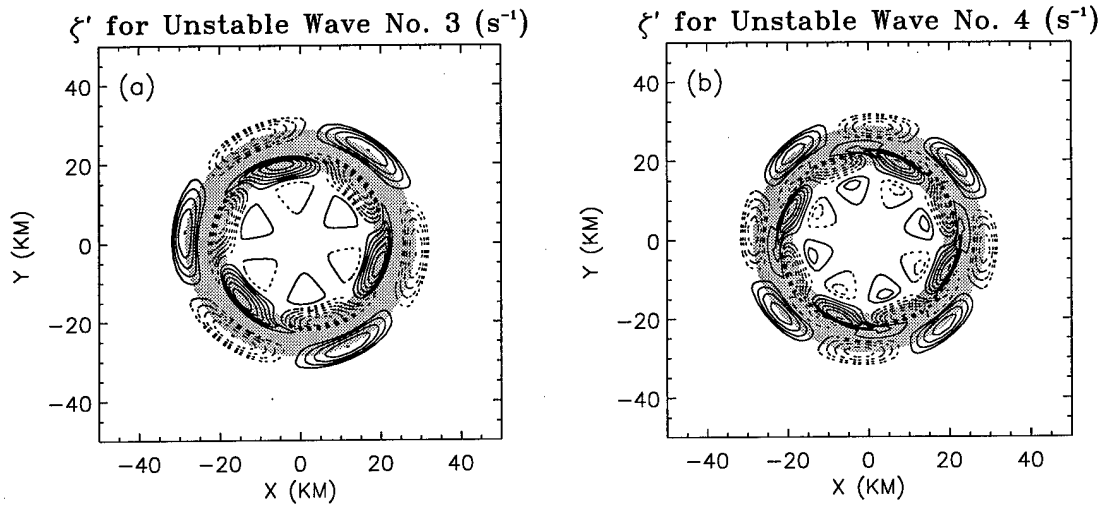 ζ' for Unstable Wave No. 3 (s⁻¹)
(a)
40
20
0
−20
−40
Y (KM)
−40 −20 0 20 40
X (KM)
ζ' for Unstable Wave No. 4 (s⁻¹)
(b)
40
20
0
−20
−40
Y (KM)
−40 −20 0 20 40
X (KM)